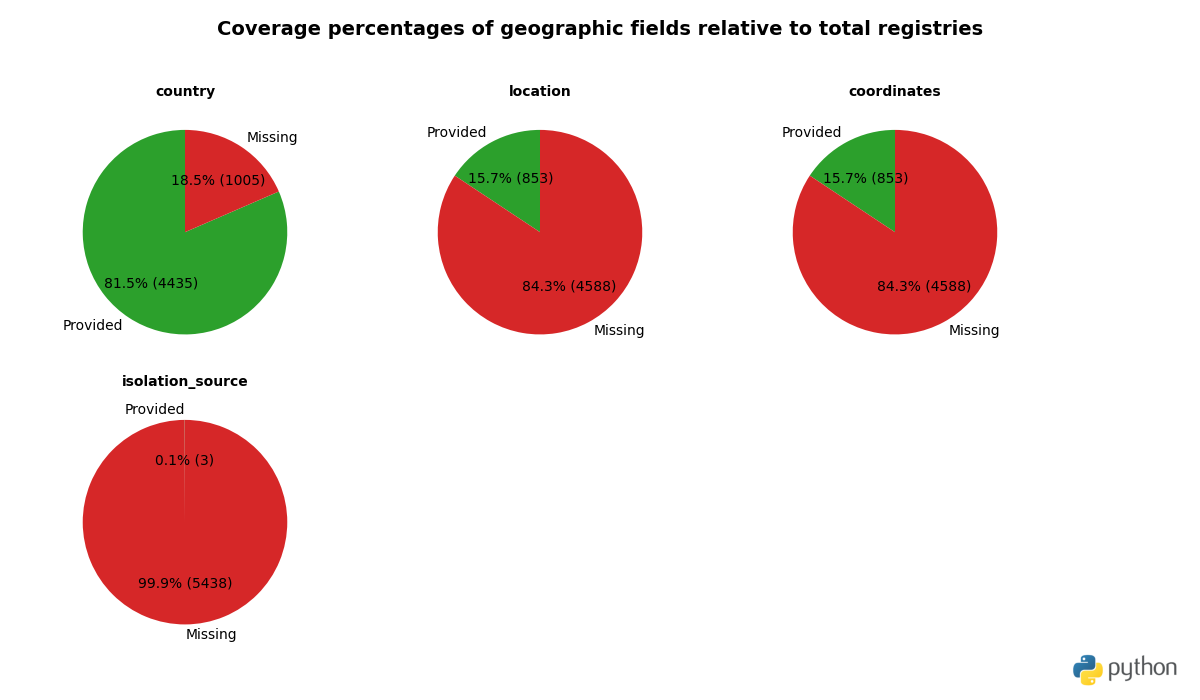 Coverage percentages of geographic fields relative to total registries
country
Missing
18.5% (1005)
81.5% (4435)
Provided
location
Provided
15.7% (853)
84.3% (4588)
Missing
coordinates
Provided
15.7% (853)
84.3% (4588)
Missing
isolation_source
Provided
0.1% (3)
99.9% (5438)
Missing
python